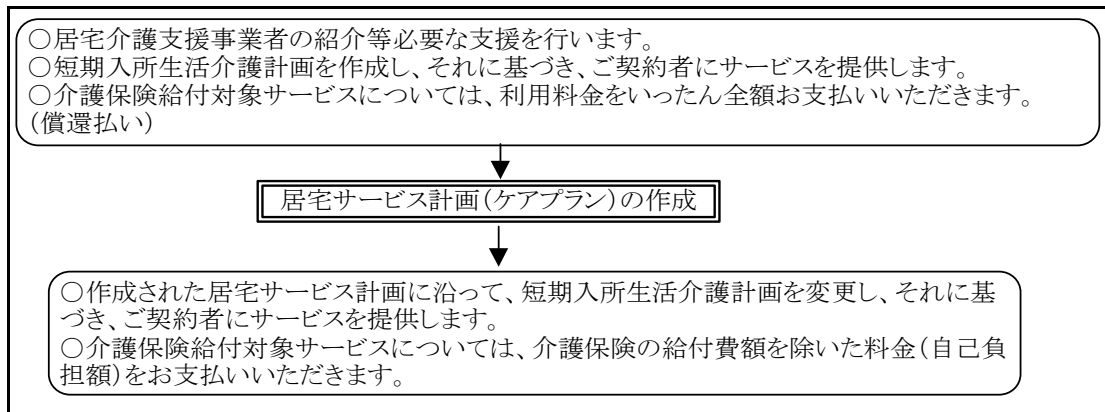 ○居宅介護支援事業者の紹介等必要な支援を行います。
○短期入所生活介護計画を作成し、それに基づき、ご契約者にサービスを提供します。
○介護保険給付対象サービスについては、利用料金をいったん全額お支払いいただきます。
(償還払い)
居宅サービス計画(ケアプラン)の作成
○作成された居宅サービス計画に沿って、短期入所生活介護計画を変更し、それに基
づき、ご契約者にサービスを提供します。
○介護保険給付対象サービスについては、介護保険の給付費額を除いた料金(自己負
担額)をお支払いいただきます。